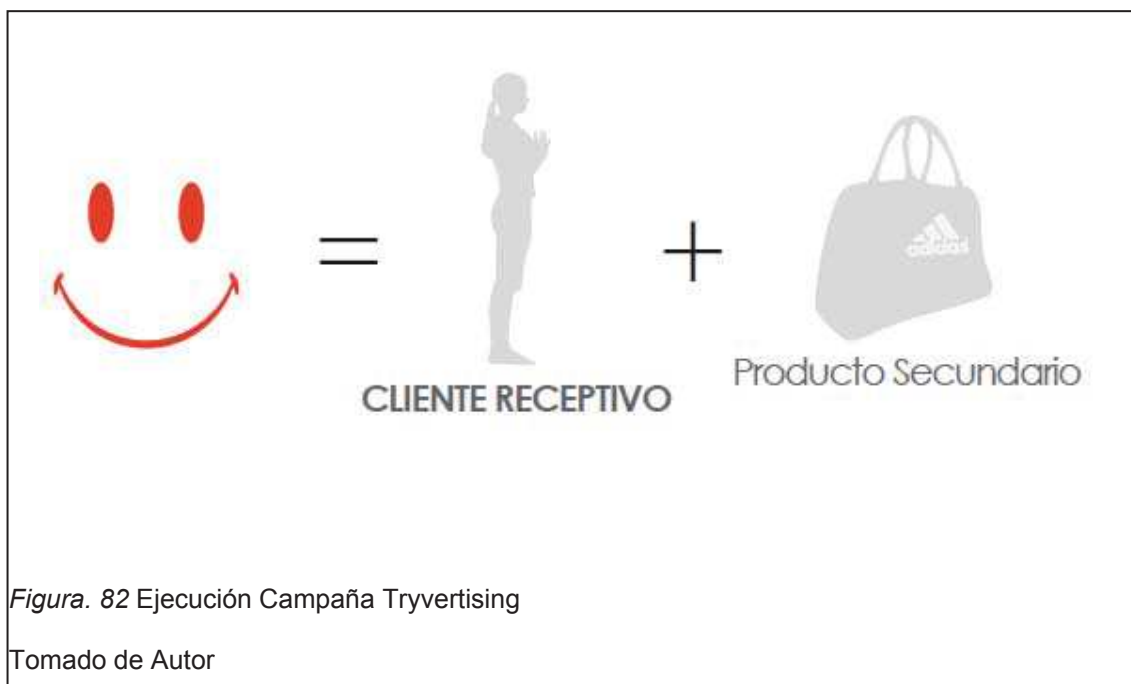 =
+
adidas
CLIENTE RECEPTIVO
Producto Secundario
Figura. 82 Ejecución Campaña Tryvertising
Tomado de Autor